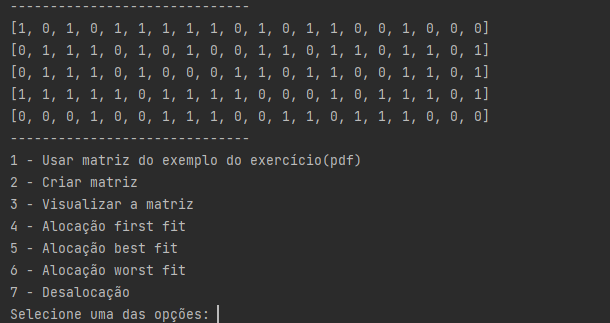 ------------------------------
[1, 0, 1, 0, 1, 1, 1, 1, 1, 0, 1, 0, 1, 1, 0, 0, 1, 0, 0, 0]
[0, 1, 1, 1, 0, 1, 0, 1, 0, 0, 1, 1, 0, 1, 1, 0, 1, 1, 0, 1]
[0, 1, 1, 1, 0, 1, 0, 0, 0, 1, 1, 0, 1, 1, 0, 0, 1, 1, 0, 1]
[1, 1, 1, 1, 1, 0, 1, 1, 1, 1, 0, 0, 0, 1, 0, 1, 1, 1, 0, 1]
[0, 0, 0, 1, 0, 0, 1, 1, 1, 0, 0, 1, 1, 0, 1, 1, 1, 0, 0, 0]
------------------------------
1 - Usar matriz do exemplo do exercício(pdf)
2 - Criar matriz
3 - Visualizar a matriz
4 - Alocação first fit
5 - Alocação best fit
6 - Alocação worst fit
7 - Desalocação
Selecione uma das opções: